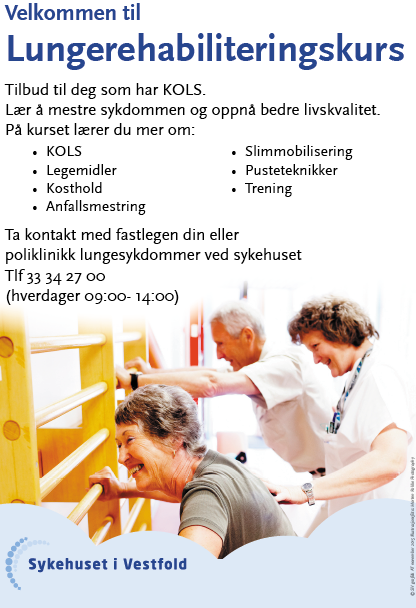 Velkommen til
Lungerehabiliteringskurs
Tilbud til deg som har KOLS.
Lær å mestre sykdommen og oppnå bedre livskvalitet.
På kurset lærer du mer om:
• KOLS
• Legemidler
• Kosthold
• Anfallsmestring
• Slimmobilisering
• Pusteteknikker
• Trening
Ta kontakt med fastlegen din eller
poliklinikk lungesykdommer ved sykehuset
Tlf 33 34 27 00
(hverdager 09:00- 14:00)
Sykehuset i Vestfold